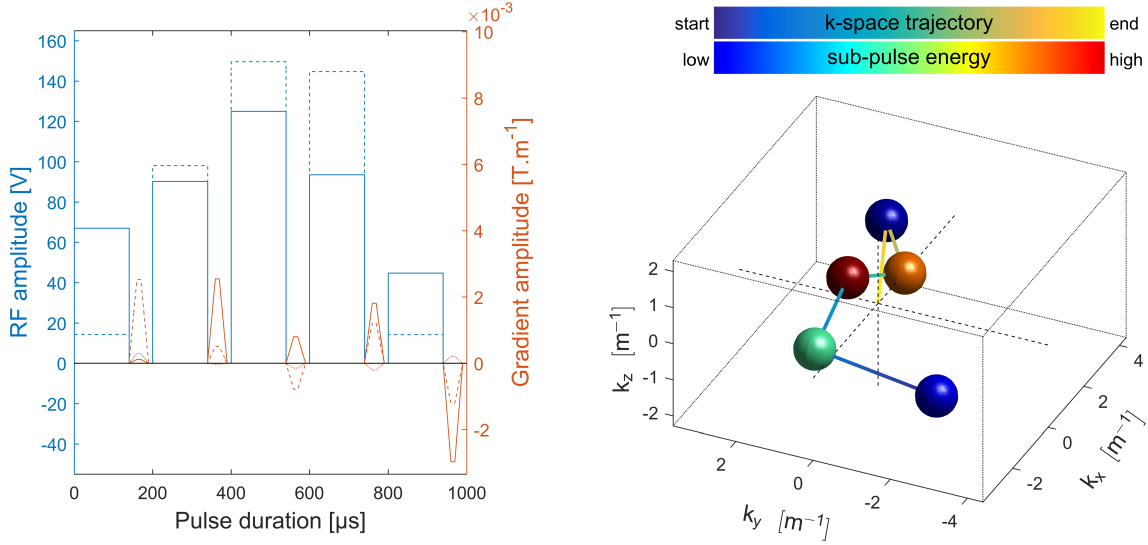 ×10⁻³
160
140
120
100
80
60
40
20
0
-20
-40
RF amplitude [V]
10
8
6
4
2
0
-2
Gradient amplitude [T.m⁻¹]
0 200 400 600 800 1000
Pulse duration [µs]
start k-space trajectory end
low sub-pulse energy high
2
1
0
-1
-2
k_z [m⁻¹]
2 0 -2 -4
k_y [m⁻¹]
4
2
0
-2
k_x [m⁻¹]